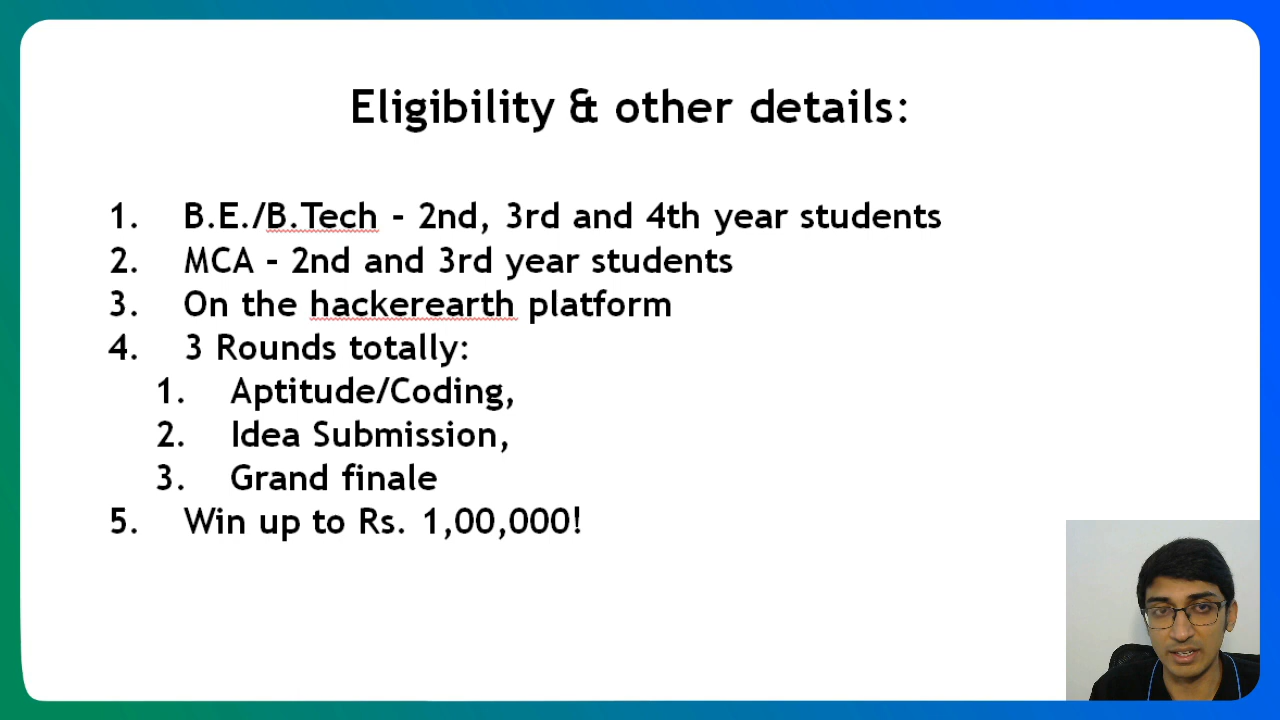 Eligibility & other details:
1. B.E./B.Tech - 2nd, 3rd and 4th year students
2. MCA - 2nd and 3rd year students
3. On the hackerearth platform
4. 3 Rounds totally:
1. Aptitude/Coding,
2. Idea Submission,
3. Grand finale
5. Win up to Rs. 1,00,000!